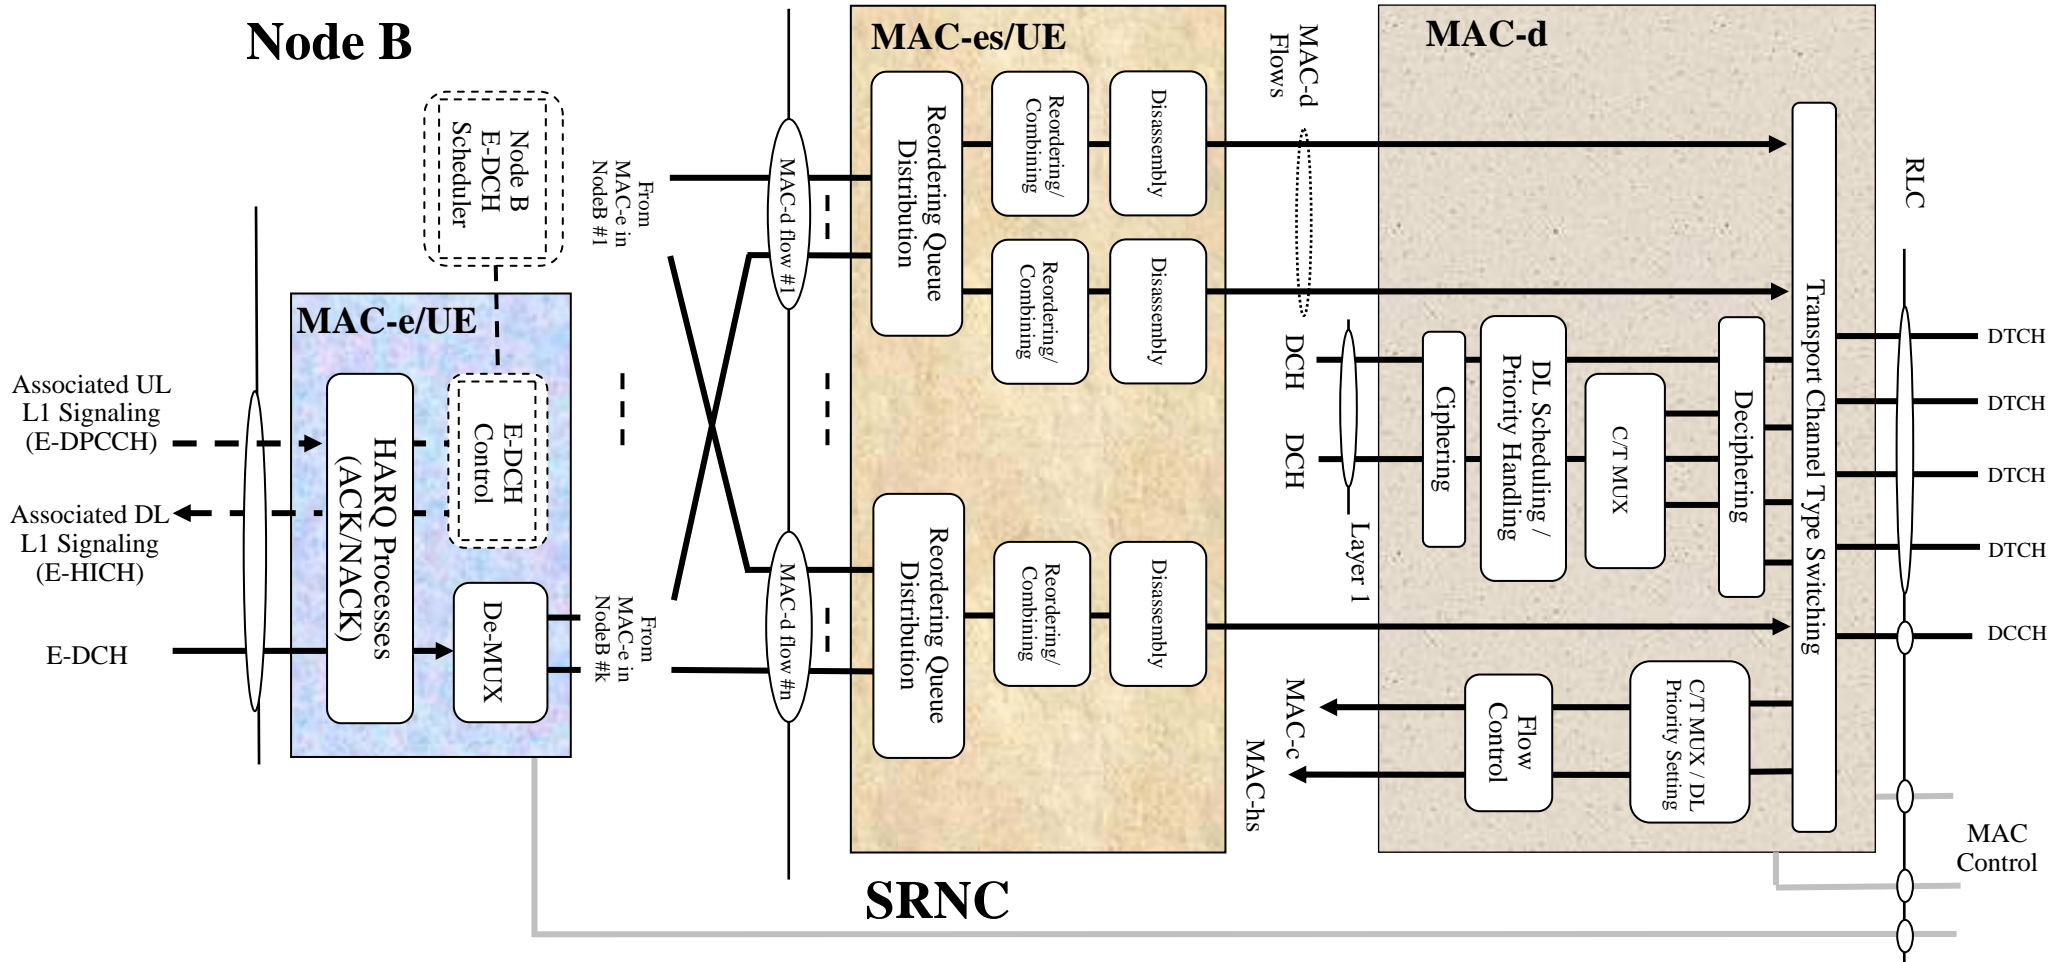 Node B
Node B
E-DCH
Scheduler
MAC-e/UE
Associated UL
L1 Signaling
(E-DPCCH)
Associated DL
L1 Signaling
(E-HICH)
E-DCH
HARQ Processes
(ACK/NACK)
E-DCH
Control
De-MUX
From
MAC-e in
NodeB #1
From
MAC-e in
NodeB #k
MAC-d flow #1
MAC-d flow #n
MAC-es/UE
Reordering Queue
Distribution
Reordering/
Combining
Disassembly
Reordering/
Combining
Disassembly
Reordering Queue
Distribution
Reordering/
Combining
Disassembly
SRNC
MAC-d
Flows
DCH
DCH
Layer 1
MAC-c
MAC-hs
MAC-d
Ciphering
DL Scheduling /
Priority Handling
C/T MUX
Deciphering
Transport Channel Type Switching
Flow
Control
C/T MUX / DL
Priority Setting
RLC
DTCH
DTCH
DTCH
DTCH
DCCH
MAC
Control